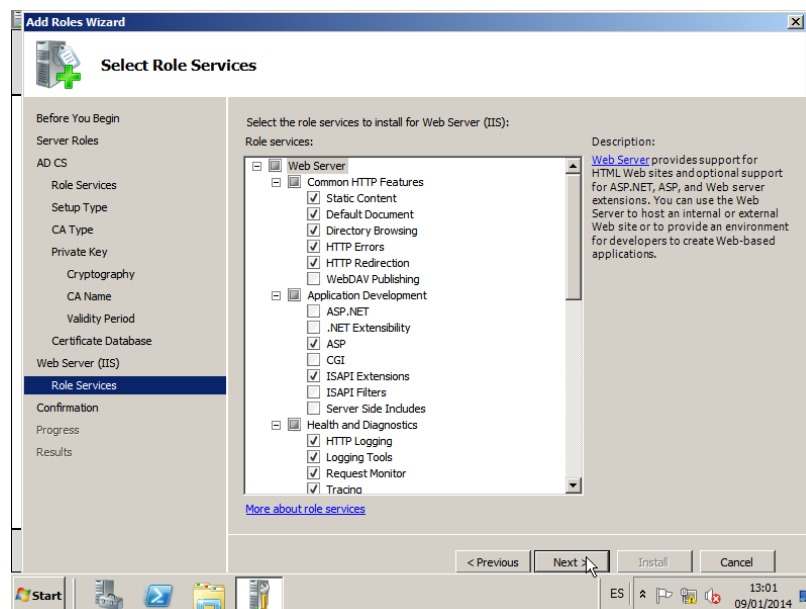 Add Roles Wizard
Select Role Services
Before You Begin
Server Roles
AD CS
Role Services
Setup Type
CA Type
Private Key
Cryptography
CA Name
Validity Period
Certificate Database
Web Server (IIS)
Role Services
Confirmation
Progress
Results
Select the role services to install for Web Server (IIS):
Role services:
Web Server
Common HTTP Features
Static Content
Default Document
Directory Browsing
HTTP Errors
HTTP Redirection
WebDAV Publishing
Application Development
ASP.NET
.NET Extensibility
ASP
CGI
ISAPI Extensions
ISAPI Filters
Server Side Includes
Health and Diagnostics
HTTP Logging
Logging Tools
Request Monitor
Tracing
More about role services
Description:
Web Server provides support for
HTML Web sites and optional support
for ASP.NET, ASP, and Web server
extensions. You can use the Web
Server to host an internal or external
Web site or to provide an environment
for developers to create Web-based
applications.
< Previous
Next >
Install
Cancel
Start
ES
13:01
09/01/2014